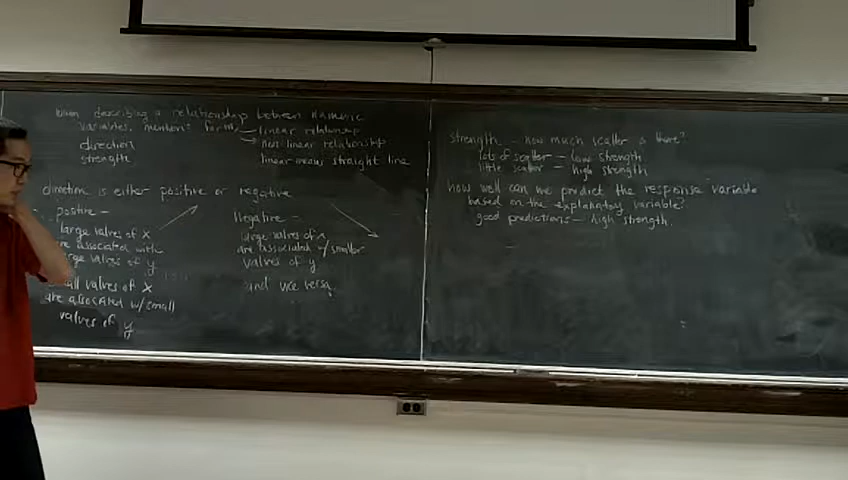 When describing a relationship between numeric
variables, mention: form - linear relationship
non linear relationship
direction
strength
linear means straight line
direction is either positive or negative
positive -
large values of x
are associated with
large values of y
small values of x
are associated w/ small
values of y
Negative -
large values of x
are associated w/ smaller
values of y
and vice versa
strength - how much scatter is there?
lots of scatter - low strength
little scatter - high strength
how well can we predict the response variable
based on the explanatory variable?
good predictions - high strength.